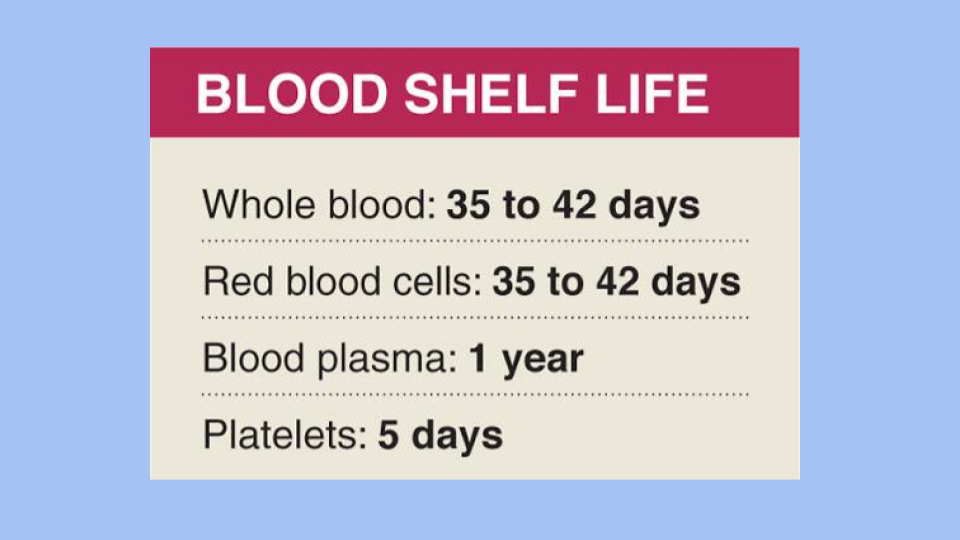 BLOOD SHELF LIFE
Whole blood: 35 to 42 days
Red blood cells: 35 to 42 days
Blood plasma: 1 year
Platelets: 5 days